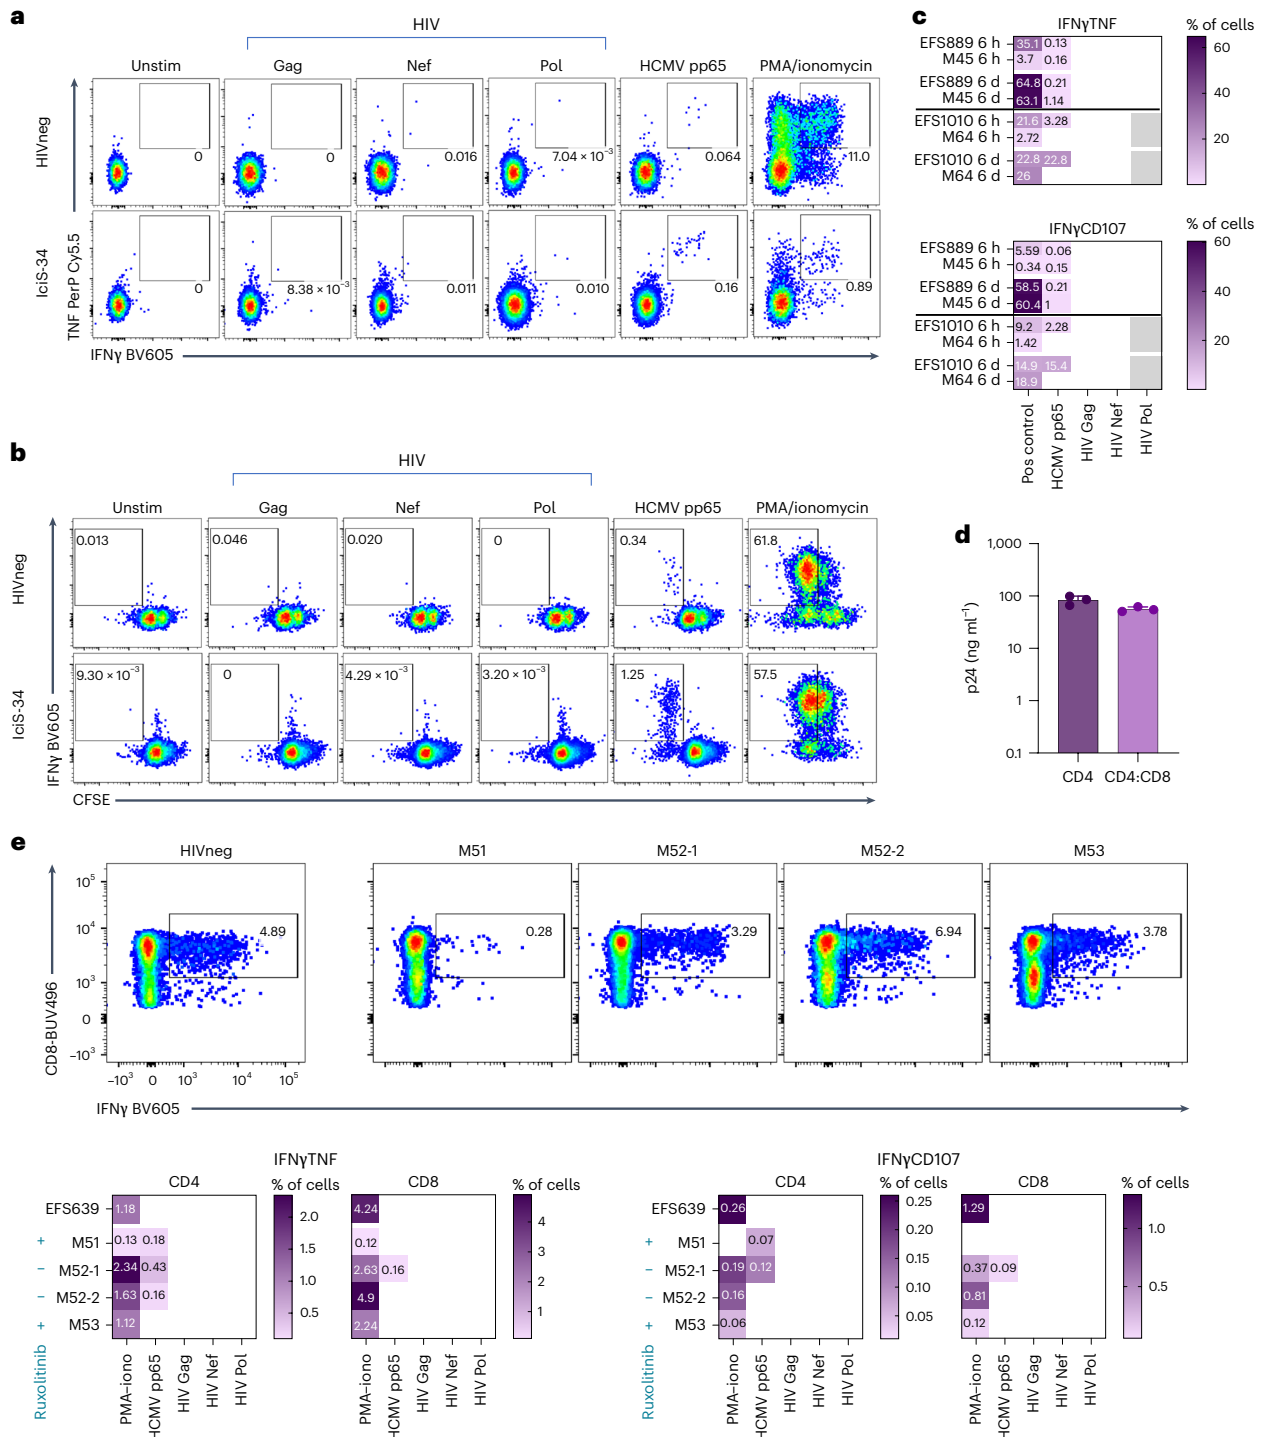 a
HIV
Unstim Gag Nef Pol HCMV pp65 PMA/ionomycin
HIVneg
0 0 0.016 7.04 × 10⁻³ 0.064 11.0
IciS-34
0 8.38 × 10⁻³ 0.011 0.010 0.16 0.89
TNF PerP Cy5.5
IFNγ BV605
c
IFNγTNF
% of cells
EFS889 6 h 35.1 0.13
M45 6 h 3.7 0.16
EFS889 6 d 64.8 0.21
M45 6 d 63.1 1.14
EFS1010 6 h 21.6 3.28
M64 6 h 2.72
EFS1010 6 d 22.8 22.8
M64 6 d 26
60
40
20
IFNγCD107
% of cells
EFS889 6 h 5.59 0.06
M45 6 h 0.34 0.15
EFS889 6 d 58.5 0.21
M45 6 d 60.4 1
EFS1010 6 h 9.2 2.28
M64 6 h 1.42
EFS1010 6 d 14.9 15.4
M64 6 d 18.9
60
40
20
Pos control
HCMV pp65
HIV Gag
HIV Nef
HIV Pol
b
HIV
Unstim Gag Nef Pol HCMV pp65 PMA/ionomycin
HIVneg
0.013 0.046 0.020 0 0.34 61.8
IciS-34
9.30 × 10⁻³ 0 4.29 × 10⁻³ 3.20 × 10⁻³ 1.25 57.5
IFNγ BV605
CFSE
d
1,000
100
10
1
0.1
p24 (ng ml⁻¹)
CD4 CD4:CD8
e
HIVneg M51 M52-1 M52-2 M53
10⁵
10⁴
10³
0
−10³
4.89 0.28 3.29 6.94 3.78
CD8-BUV496
−10³ 0 10³ 10⁴ 10⁵
IFNγ BV605
IFNγTNF
CD4 % of cells CD8 % of cells
EFS639 1.18 4.24
+ M51 0.13 0.18 0.12
− M52-1 2.34 0.43 2.63 0.16
− M52-2 1.63 0.16 4.9
+ M53 1.12 2.24
2.0
1.5
1.0
0.5
4
3
2
1
Ruxolitinib
PMA–iono
HCMV pp65
HIV Gag
HIV Nef
HIV Pol
PMA–iono
HCMV pp65
HIV Gag
HIV Nef
HIV Pol
IFNγCD107
CD4 % of cells CD8 % of cells
EFS639 0.26 1.29
+ M51 0.07
− M52-1 0.19 0.12 0.37 0.09
− M52-2 0.16 0.81
+ M53 0.06 0.12
0.25
0.20
0.15
0.10
0.05
1.0
0.5
Ruxolitinib
PMA–iono
HCMV pp65
HIV Gag
HIV Nef
HIV Pol
PMA–iono
HCMV pp65
HIV Gag
HIV Nef
HIV Pol